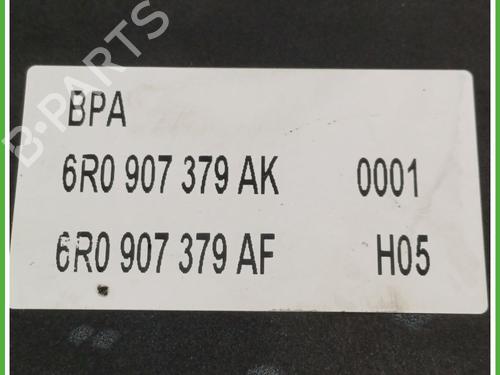 B-PARTS
BPA
6R0 907 379 AK 0001
6R0 907 379 AF H05